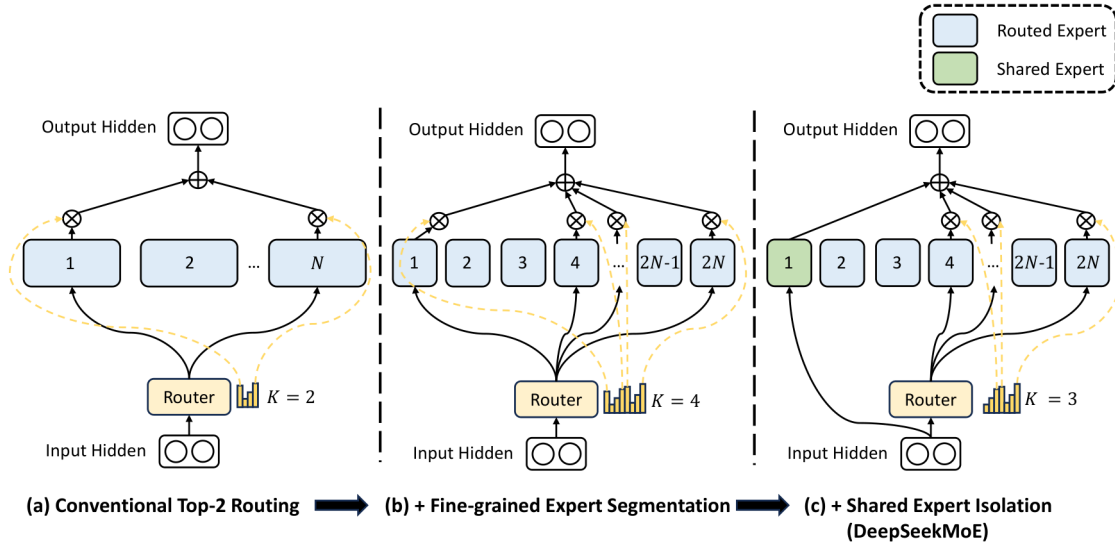 Routed Expert
Shared Expert
Output Hidden
1
2
...
N
Router
K = 2
Input Hidden
(a) Conventional Top-2 Routing
Output Hidden
1
2
3
4
...
2N-1
2N
Router
K = 4
Input Hidden
(b) + Fine-grained Expert Segmentation
Output Hidden
1
2
3
4
...
2N-1
2N
Router
K = 3
Input Hidden
(c) + Shared Expert Isolation
(DeepSeekMoE)